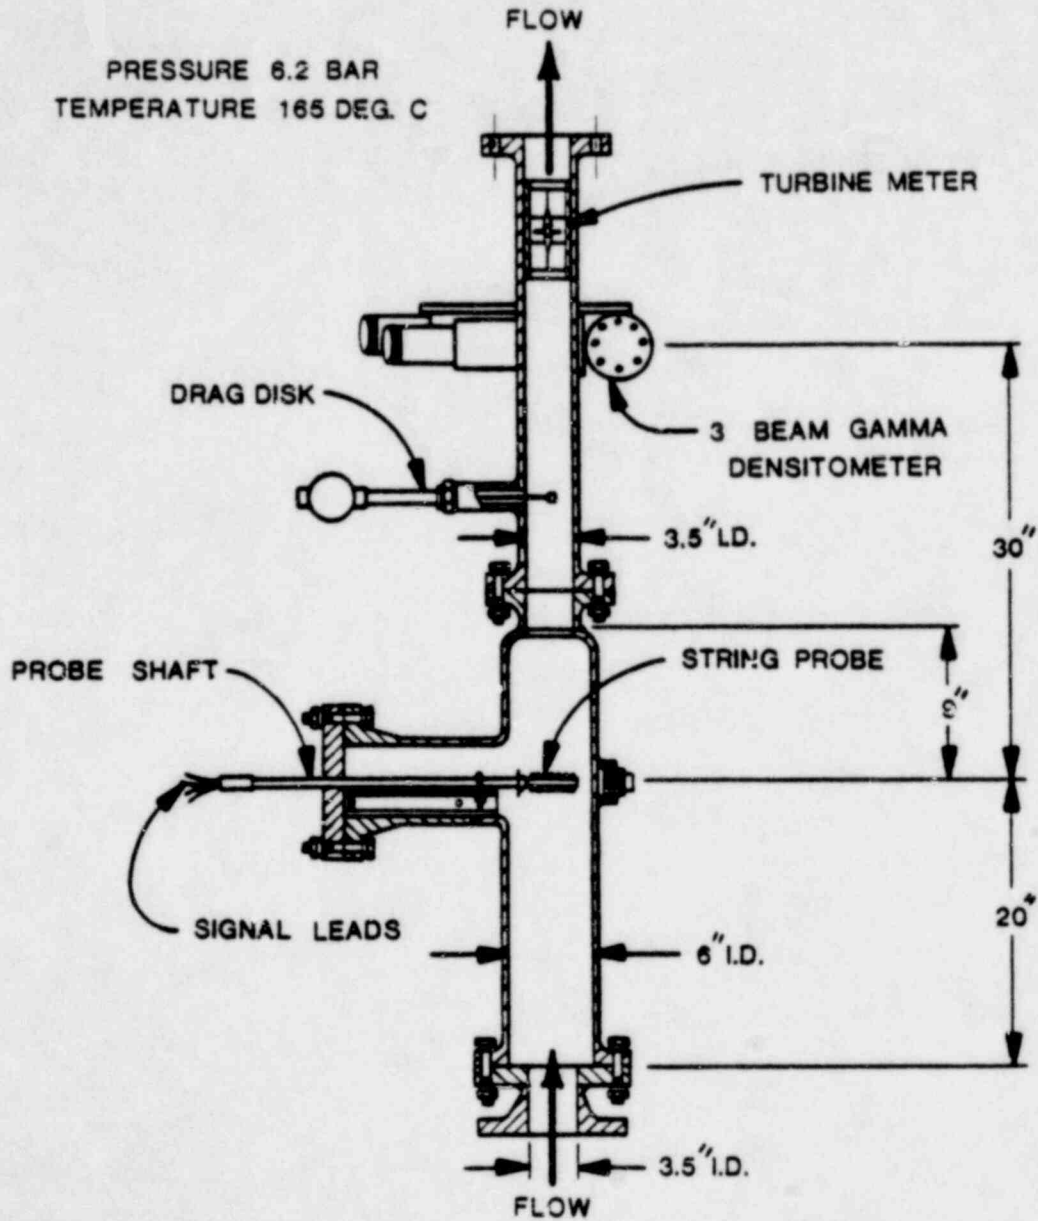 FLOW
PRESSURE 6.2 BAR
TEMPERATURE 165 DEG. C
TURBINE METER
DRAG DISK
3 BEAM GAMMA
DENSITOMETER
3.5" I.D.
30"
PROBE SHAFT
STRING PROBE
20"
SIGNAL LEADS
6" I.D.
3.5" I.D.
FLOW